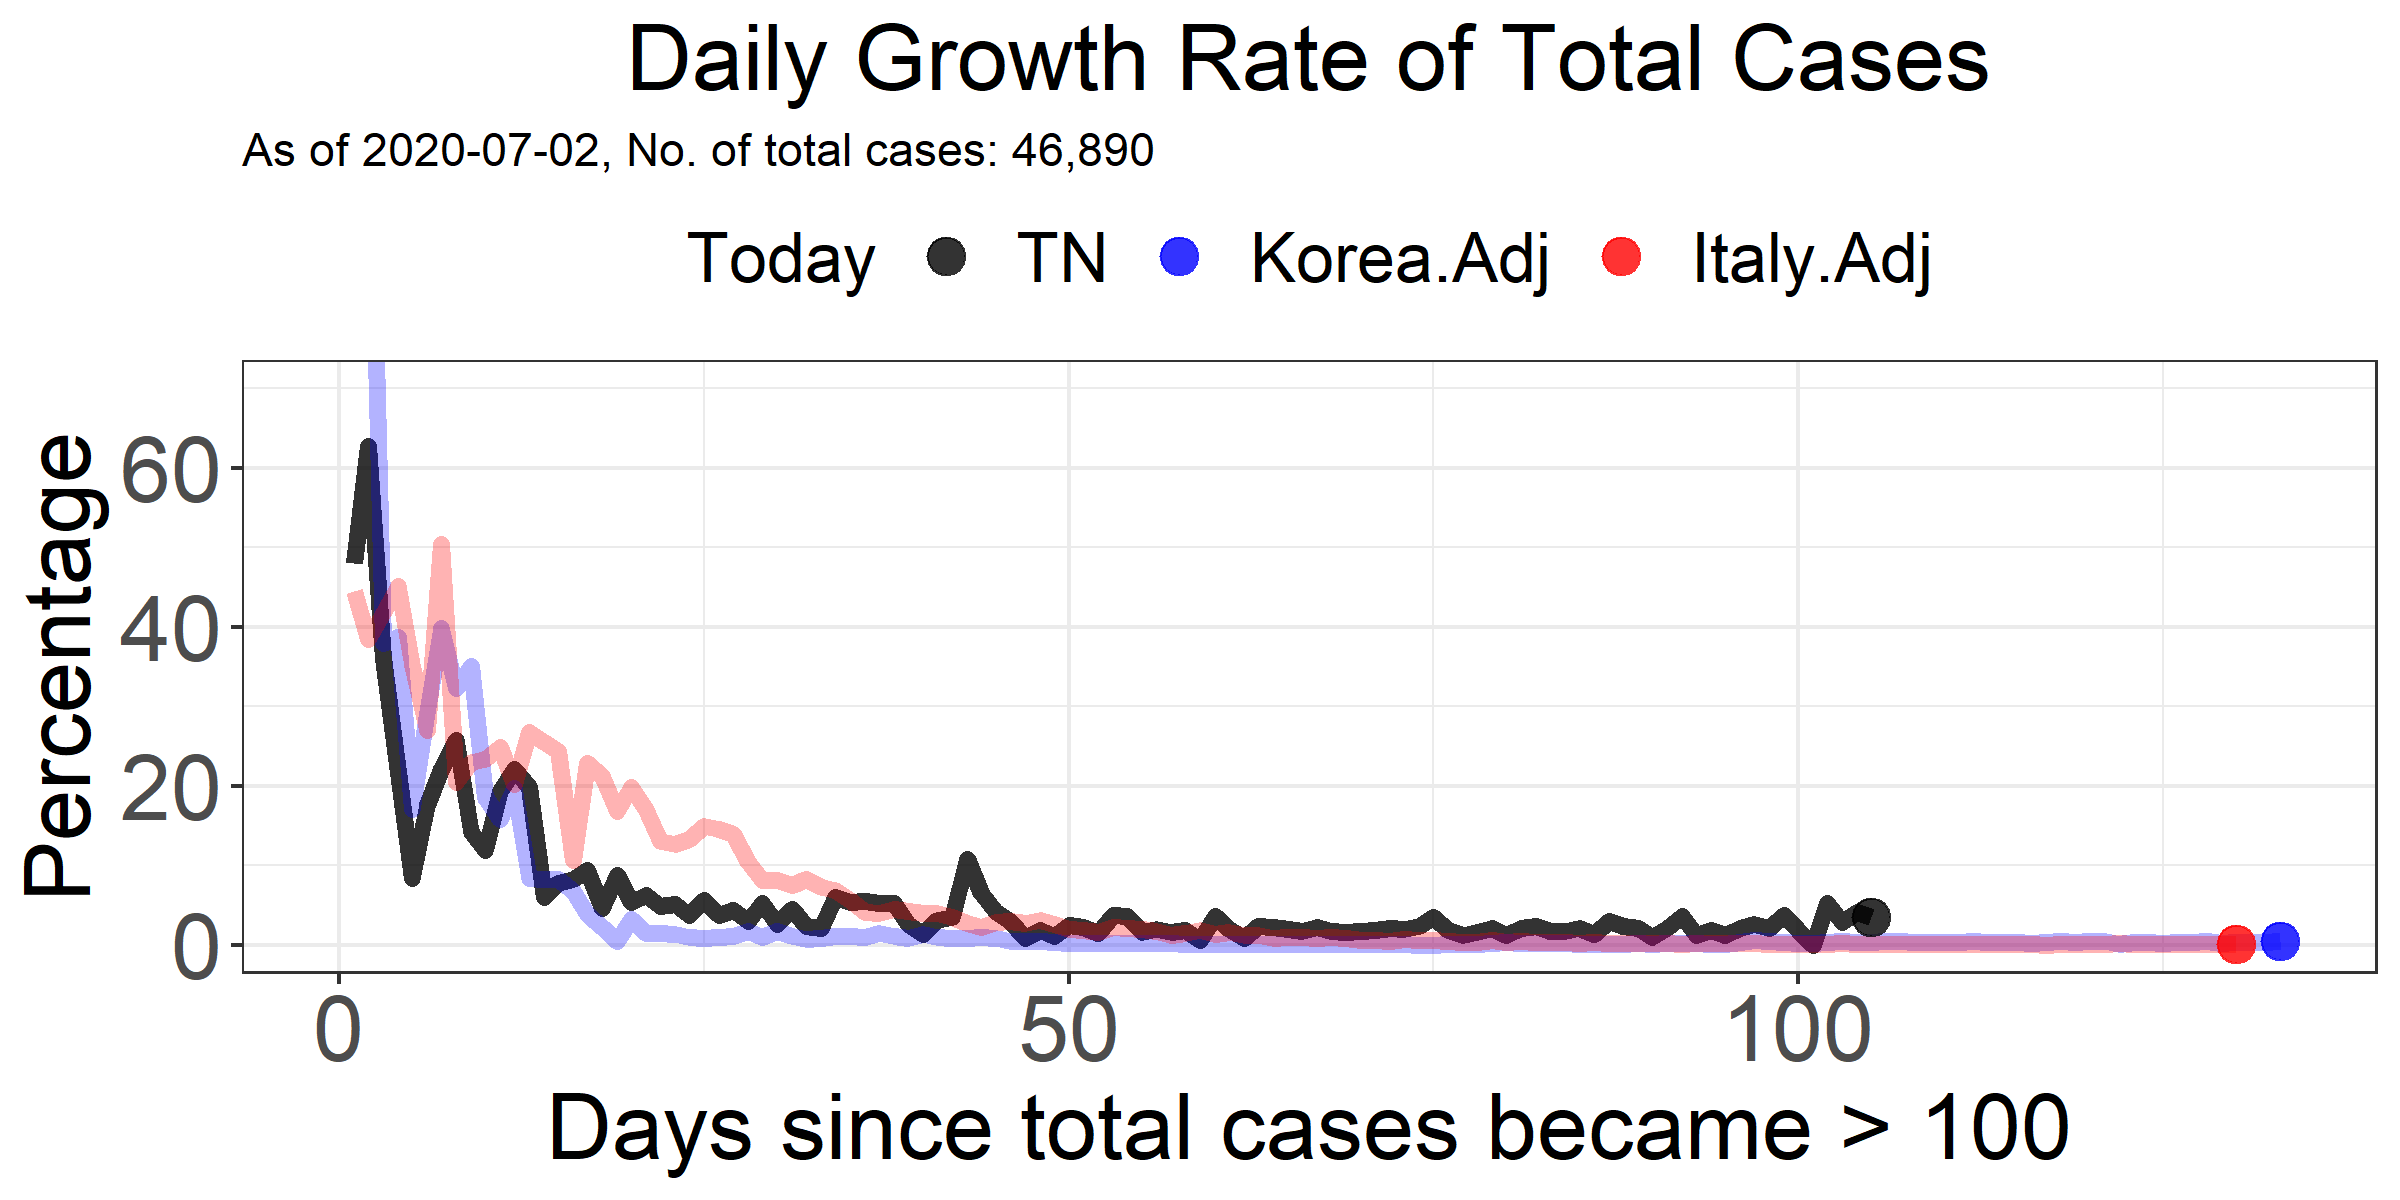 Daily Growth Rate of Total Cases
As of 2020-07-02, No. of total cases: 46,890
Today TN Korea.Adj Italy.Adj
Percentage
60
40
20
0
0 50 100
Days since total cases became > 100